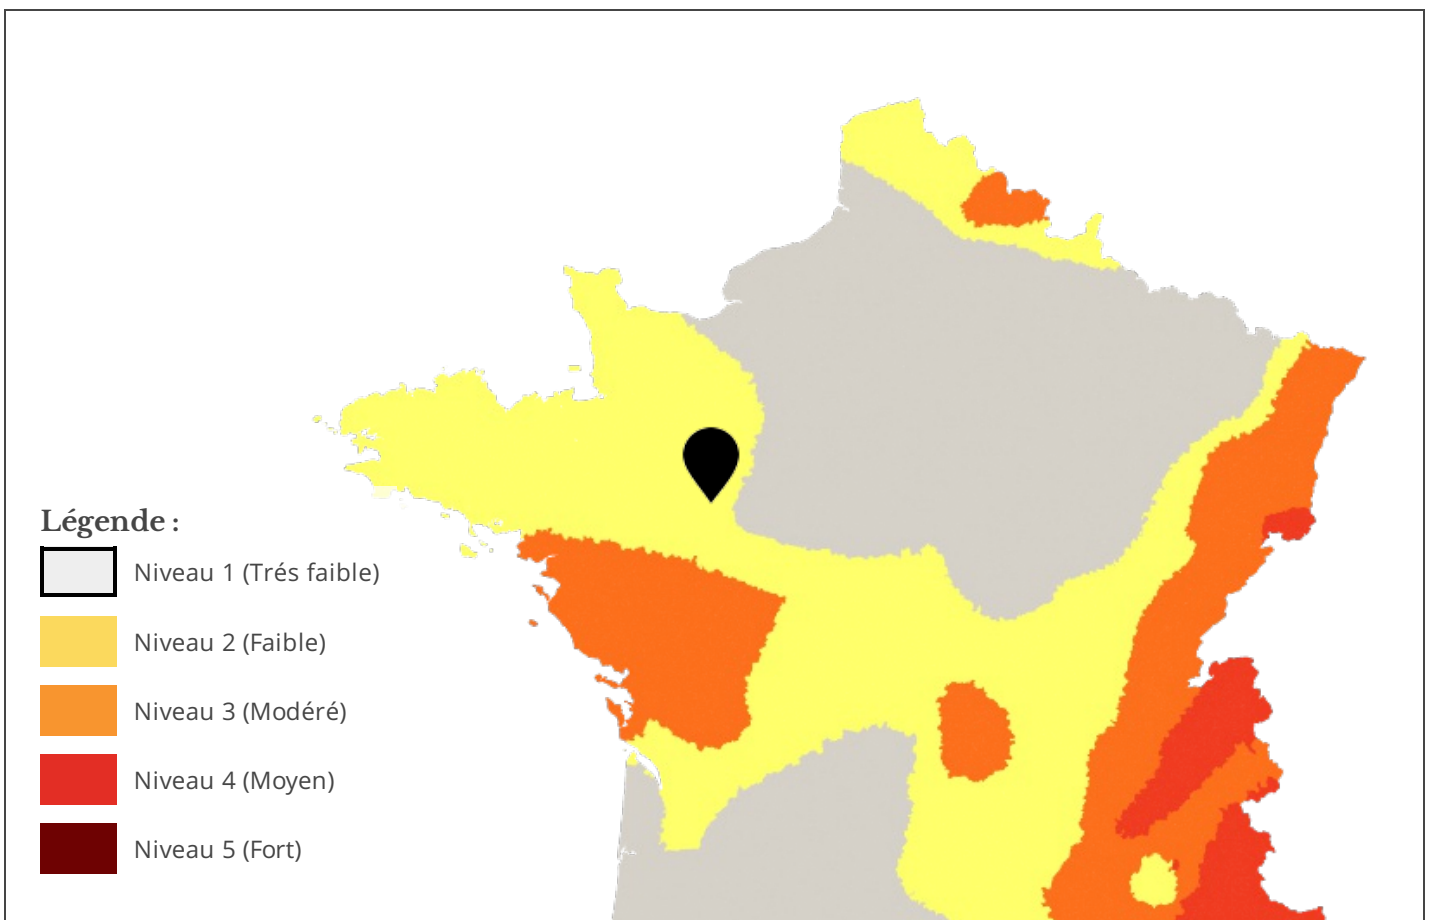 Légende :
Niveau 1 (Trés faible)
Niveau 2 (Faible)
Niveau 3 (Modéré)
Niveau 4 (Moyen)
Niveau 5 (Fort)